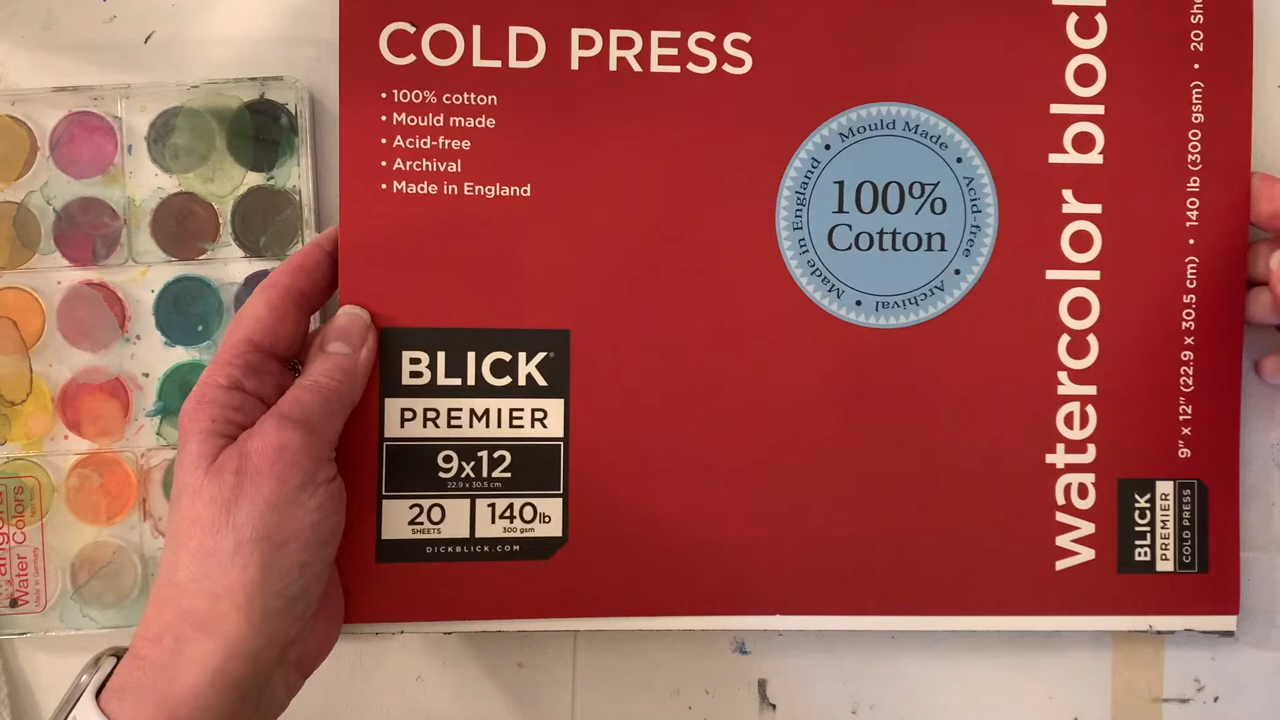 COLD PRESS
• 100% cotton
• Mould made
• Acid-free
• Archival
• Made in England
Mould Made • Acid-free • Archival • Made in England •
100%
Cotton
BLICK®
PREMIER
9x12
22.9 x 30.5 cm
20
SHEETS
140lb
300 gsm
DICKBLICK.COM
Watercolor block
9" x 12" (22.9 x 30.5 cm) • 140 lb (300 gsm) • 20 She
BLICK
PREMIER
COLD PRESS
Water Colors
Made in Germany